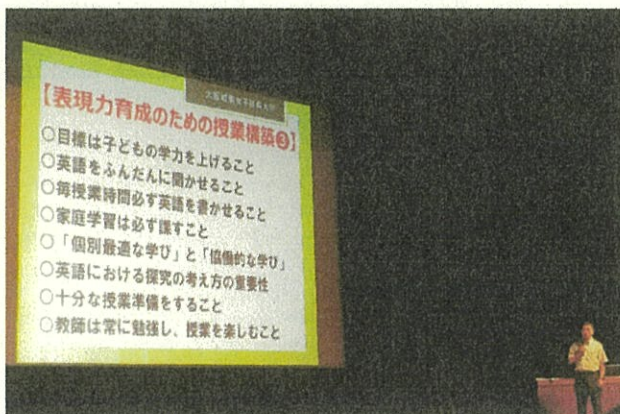 【表現力育成のための授業構築❸】
○目標は子どもの学力を上げること
○英語をふんだんに聞かせること
○毎授業時間必ず英語を書かせること
○家庭学習は必ず課すこと
○「個別最適な学び」と「協働的な学び」
○英語における探究の考え方の重要性
○十分な授業準備をすること
○教師は常に勉強し、授業を楽しむこと